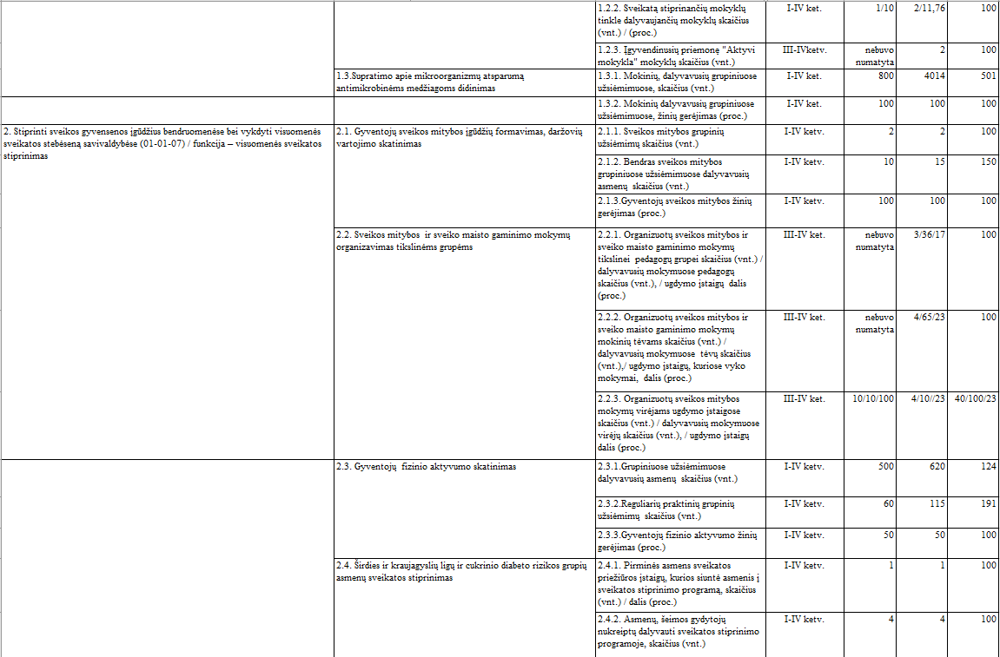 1.2.2. Sveikatą stiprinančių mokyklų
tinkle dalyvaujančių mokyklų skaičius
(vnt.) / (proc.)
I-IV ket.
1/10
2/11,76
100
1.2.3. Įgyvendinusių priemonę "Aktyvi
mokykla" mokyklų skaičius (vnt.)
III-IVketv.
nebuvo
numatyta
2
100
1.3.Supratimo apie mikroorganizmų atsparumą
antimikrobinėms medžiagoms didinimas
1.3.1. Mokinių, dalyvavusių grupiniuose
užsiėmimuose, skaičius (vnt.)
I-IV ket.
800
4014
501
1.3.2. Mokinių dalyvavusių grupiniuose
užsiėmimuose, žinių gerėjimas (proc.)
I-IV ket.
100
100
100
2. Stiprinti sveikos gyvensenos įgūdžius bendruomenėse bei vykdyti visuomenės
sveikatos stebėseną savivaldybėse (01-01-07) / funkcija – visuomenės sveikatos
stiprinimas
2.1. Gyventojų sveikos mitybos įgūdžių formavimas, daržovių
vartojimo skatinimas
2.1.1. Sveikos mitybos grupinių
užsiėmimų skaičius (vnt.)
I-IV ketv.
2
2
100
2.1.2. Bendras sveikos mitybos
grupiniuose užsiėmimuose dalyvavusių
asmenų skaičius (vnt.)
I-IV ketv.
10
15
150
2.1.3.Gyventojų sveikos mitybos žinių
gerėjimas (proc.)
I-IV ketv.
100
100
100
2.2. Sveikos mitybos ir sveiko maisto gaminimo mokymų
organizavimas tikslinėms grupėms
2.2.1. Organizuotų sveikos mitybos ir
sveiko maisto gaminimo mokymų
tikslinei pedagogų grupei skaičius (vnt.) /
dalyvavusių mokymuose pedagogų
skaičius (vnt.), / ugdymo įstaigų dalis
(proc.)
III-IV ket.
nebuvo
numatyta
3/36/17
100
2.2.2. Organizuotų sveikos mitybos ir
sveiko maisto gaminimo mokymų
mokinių tėvams skaičius (vnt.) /
dalyvavusių mokymuose tėvų skaičius
(vnt.),/ ugdymo įstaigų, kuriose vyko
mokymai, dalis (proc.)
III-IV ket.
nebuvo
numatyta
4/65/23
100
2.2.3. Organizuotų sveikos mitybos
mokymų virėjams ugdymo įstaigose
skaičius (vnt.) / dalyvavusių mokymuose
virėjų skaičius (vnt.), / ugdymo įstaigų
dalis (proc.)
III-IV ket.
10/10/100
4/10//23
40/100/23
2.3. Gyventojų fizinio aktyvumo skatinimas
2.3.1.Grupiniuose užsiėmimuose
dalyvavusių asmenų skaičius (vnt.)
I-IV ketv.
500
620
124
2.3.2.Reguliarių praktinių grupinių
užsiėmimų skaičius (vnt.)
I-IV ketv.
60
115
191
2.3.3.Gyventojų fizinio aktyvumo žinių
gerėjimas (proc.)
I-IV ketv.
50
50
100
2.4. Širdies ir kraujagyslių ligų ir cukrinio diabeto rizikos grupių
asmenų sveikatos stiprinimas
2.4.1. Pirminės asmens sveikatos
priežiūros įstaigų, kurios siuntė asmenis į
sveikatos stiprinimo programą, skaičius
(vnt.) / dalis (proc.)
I-IV ketv.
1
1
100
2.4.2. Asmenų, šeimos gydytojų
nukreiptų dalyvauti sveikatos stiprinimo
programoje, skaičius (vnt.)
I-IV ketv.
4
4
100